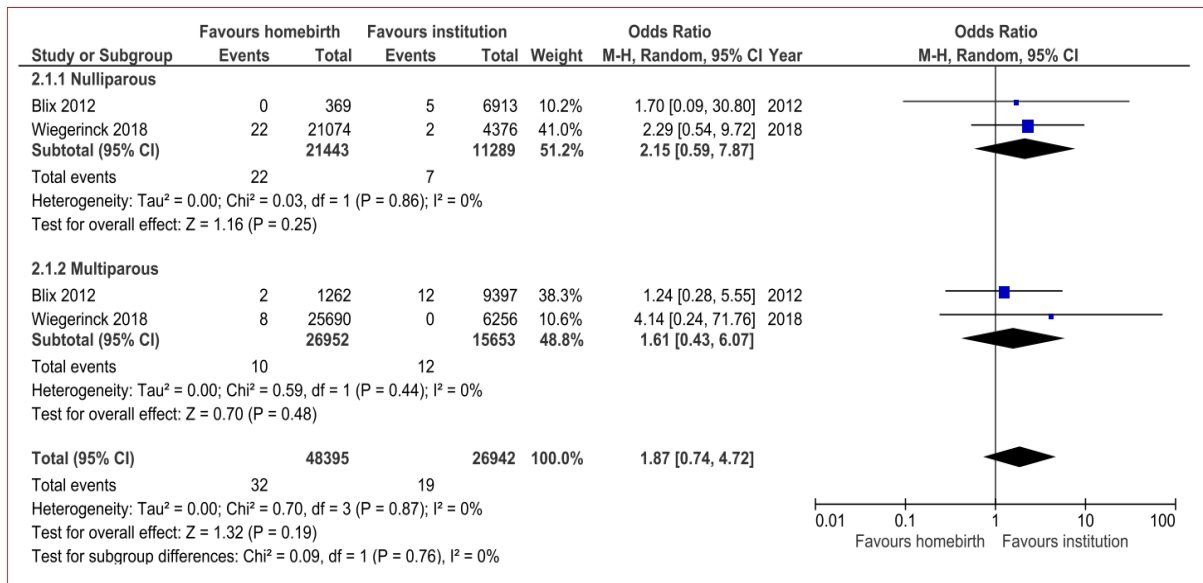 Favours homebirth Favours institution Odds Ratio Odds Ratio
Study or Subgroup Events Total Events Total Weight M-H, Random, 95% CI Year M-H, Random, 95% CI
2.1.1 Nulliparous
Blix 2012 0 369 5 6913 10.2% 1.70 [0.09, 30.80] 2012
Wiegerinck 2018 22 21074 2 4376 41.0% 2.29 [0.54, 9.72] 2018
Subtotal (95% CI) 21443 11289 51.2% 2.15 [0.59, 7.87]
Total events 22 7
Heterogeneity: Tau² = 0.00; Chi² = 0.03, df = 1 (P = 0.86); I² = 0%
Test for overall effect: Z = 1.16 (P = 0.25)
2.1.2 Multiparous
Blix 2012 2 1262 12 9397 38.3% 1.24 [0.28, 5.55] 2012
Wiegerinck 2018 8 25690 0 6256 10.6% 4.14 [0.24, 71.76] 2018
Subtotal (95% CI) 26952 15653 48.8% 1.61 [0.43, 6.07]
Total events 10 12
Heterogeneity: Tau² = 0.00; Chi² = 0.59, df = 1 (P = 0.44); I² = 0%
Test for overall effect: Z = 0.70 (P = 0.48)
Total (95% CI) 48395 26942 100.0% 1.87 [0.74, 4.72]
Total events 32 19
Heterogeneity: Tau² = 0.00; Chi² = 0.70, df = 3 (P = 0.87); I² = 0%
Test for overall effect: Z = 1.32 (P = 0.19)
Test for subgroup differences: Chi² = 0.09, df = 1 (P = 0.76), I² = 0%
0.01 0.1 1 10 100
Favours homebirth Favours institution